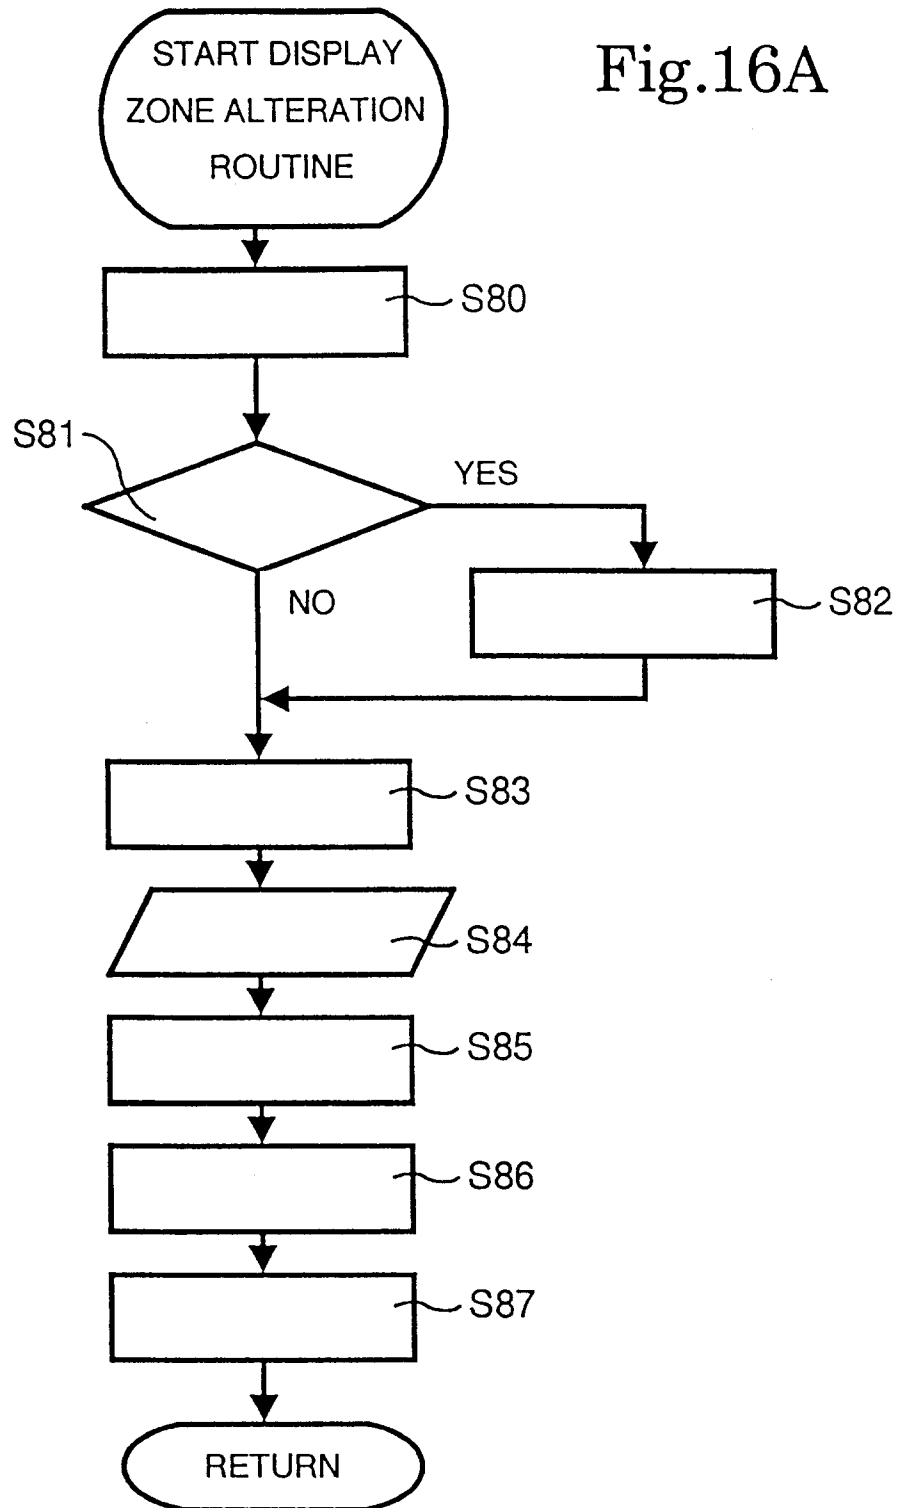 Fig.16A
START DISPLAY
ZONE ALTERATION
ROUTINE
S80
S81
YES
NO
S82
S83
S84
S85
S86
S87
RETURN